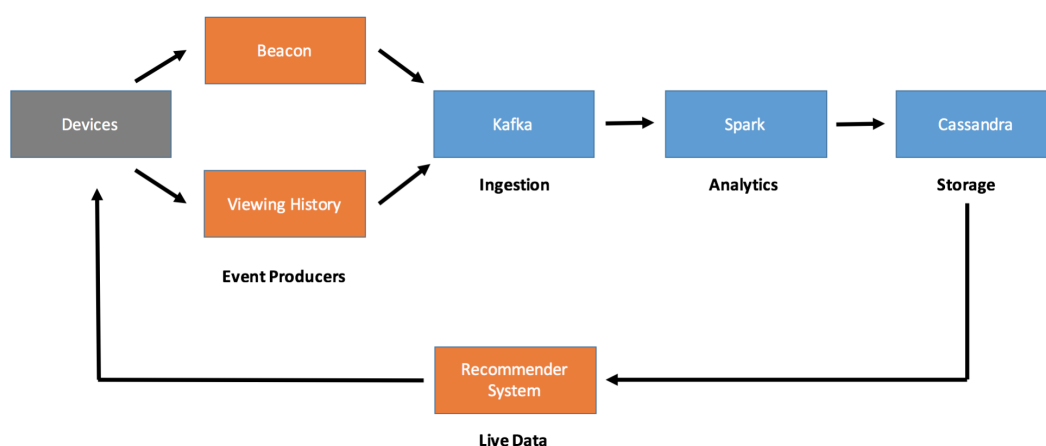 Beacon
Devices
Kafka
Spark
Cassandra
Ingestion
Analytics
Storage
Viewing History
Event Producers
Recommender
System
Live Data